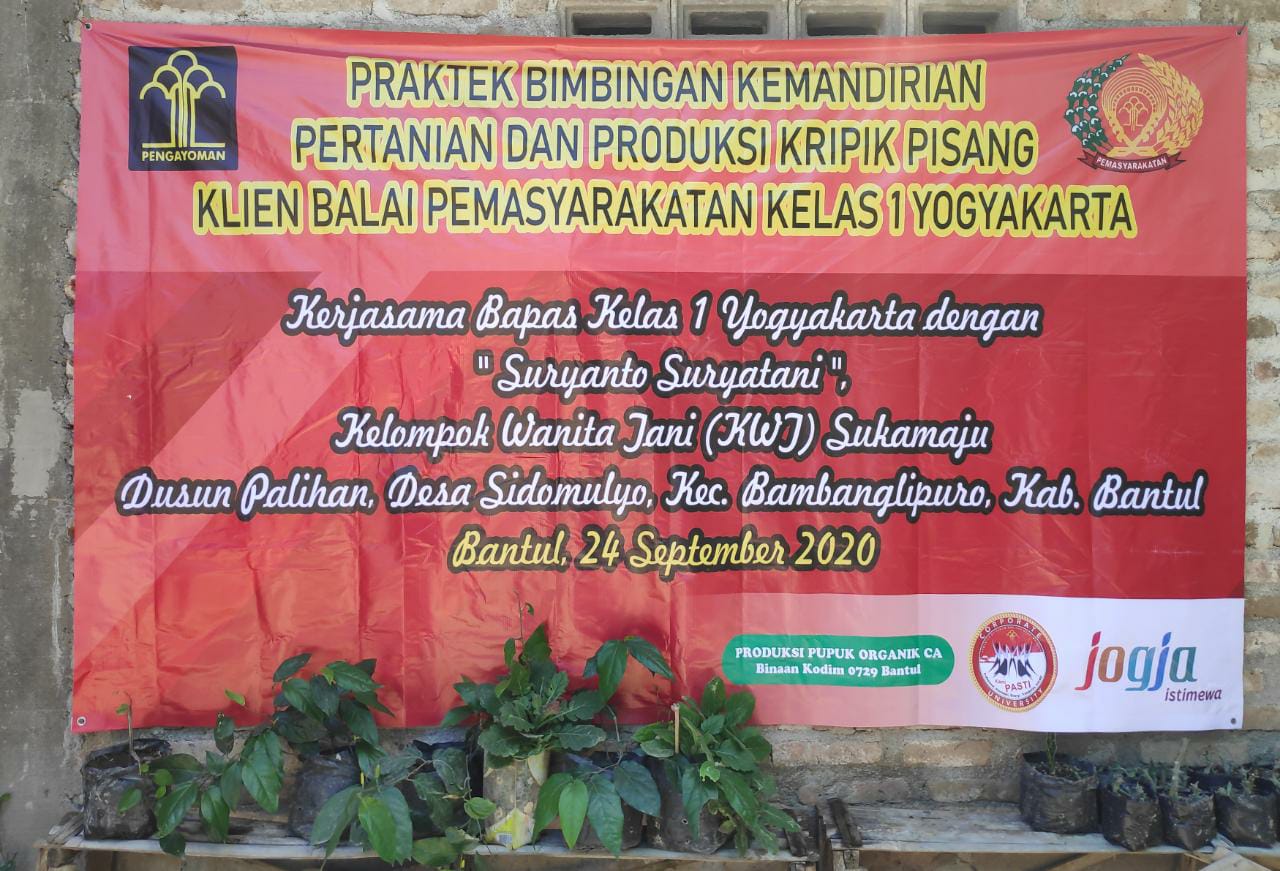 PENGAYOMAN
PRAKTEK BIMBINGAN KEMANDIRIAN
PERTANIAN DAN PRODUKSI KRIPIK PISANG
KLIEN BALAI PEMASYARAKATAN KELAS 1 YOGYAKARTA
PEMASYARAKATAN
Kerjasama Bapas Kelas 1 Yogyakarta dengan
" Suryanto Suryatani ",
Kelompok Wanita Tani (KWT) Sukamaju
Dusun Palihan, Desa Sidomulyo, Kec. Bambanglipuro, Kab. Bantul
Bantul, 24 September 2020
PRODUKSI PUPUK ORGANIK CA
Binaan Kodim 0729 Bantul
CORPORATE
KAMI
PASTI
UNIVERSITY
jogja
istimewa